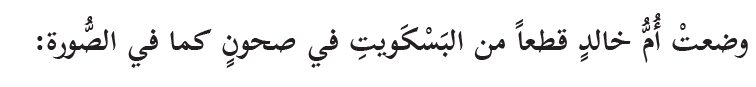 وضعتْ أُمُّ خالدٍ قطعاً من البَسْكَويتِ في صحونٍ كما في الصُّورة: